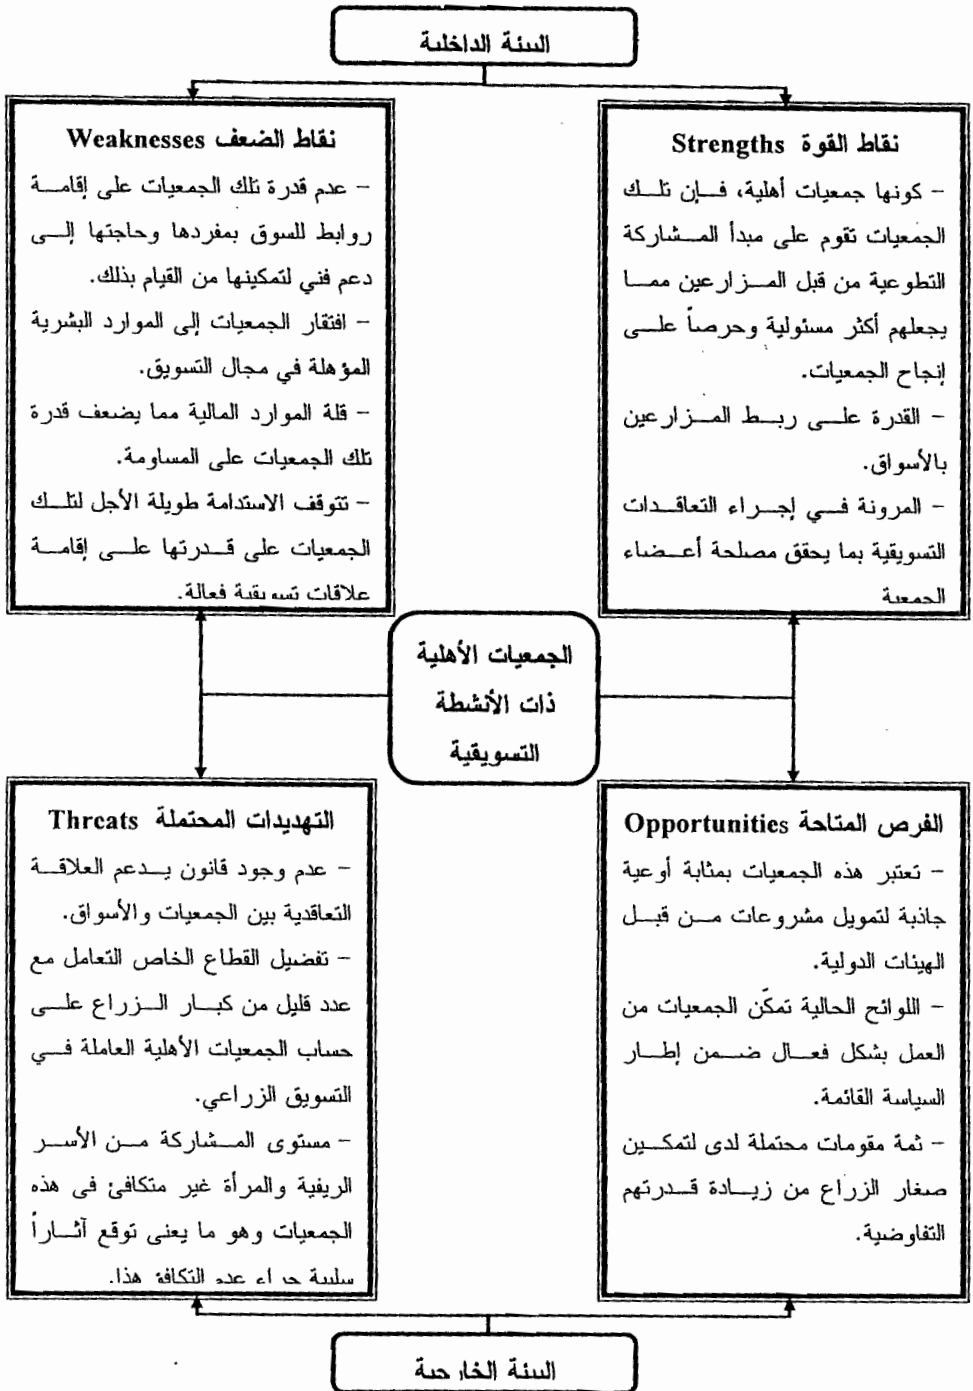 البيئة الداخلية
نقاط القوة Strengths
– كونها جمعيات أهلية، فإن تلك
الجمعيات تقوم على مبدأ المشاركة
التطوعية من قبل المزارعين مما
يجعلهم أكثر مسئولية وحرصاً على
إنجاح الجمعيات.
– القدرة على ربط المزارعين
بالأسواق.
– المرونة في إجراء التعاقدات
التسويقية بما يحقق مصلحة أعضاء
الجمعية
نقاط الضعف Weaknesses
– عدم قدرة تلك الجمعيات على إقامة
روابط للسوق بمفردها وحاجتها إلى
دعم فني لتمكينها من القيام بذلك.
– افتقار الجمعيات إلى الموارد البشرية
المؤهلة في مجال التسويق.
– قلة الموارد المالية مما يضعف قدرة
تلك الجمعيات على المساومة.
– تتوقف الاستدامة طويلة الأجل لتلك
الجمعيات على قدرتها على إقامة
علاقات تسويقية فعالة.
الجمعيات الأهلية
ذات الأنشطة
التسويقية
الفرص المتاحة Opportunities
– تعتبر هذه الجمعيات بمثابة أوعية
جاذبة لتمويل مشروعات من قبل
الهيئات الدولية.
– اللوائح الحالية تمكّن الجمعيات من
العمل بشكل فعال ضمن إطار
السياسة القائمة.
– ثمة مقومات محتملة لدى لتمكين
صغار الزراع من زيادة قدرتهم
التفاوضية.
التهديدات المحتملة Threats
– عدم وجود قانون يدعم العلاقة
التعاقدية بين الجمعيات والأسواق.
– تفضيل القطاع الخاص التعامل مع
عدد قليل من كبار الزراع على
حساب الجمعيات الأهلية العاملة في
التسويق الزراعي.
– مستوى المشاركة من الأسر
الريفية والمرأة غير متكافئ فى هذه
الجمعيات وهو ما يعنى توقع آثاراً
سلبية جراء عدم التكافؤ هذا.
البيئة الخارجية